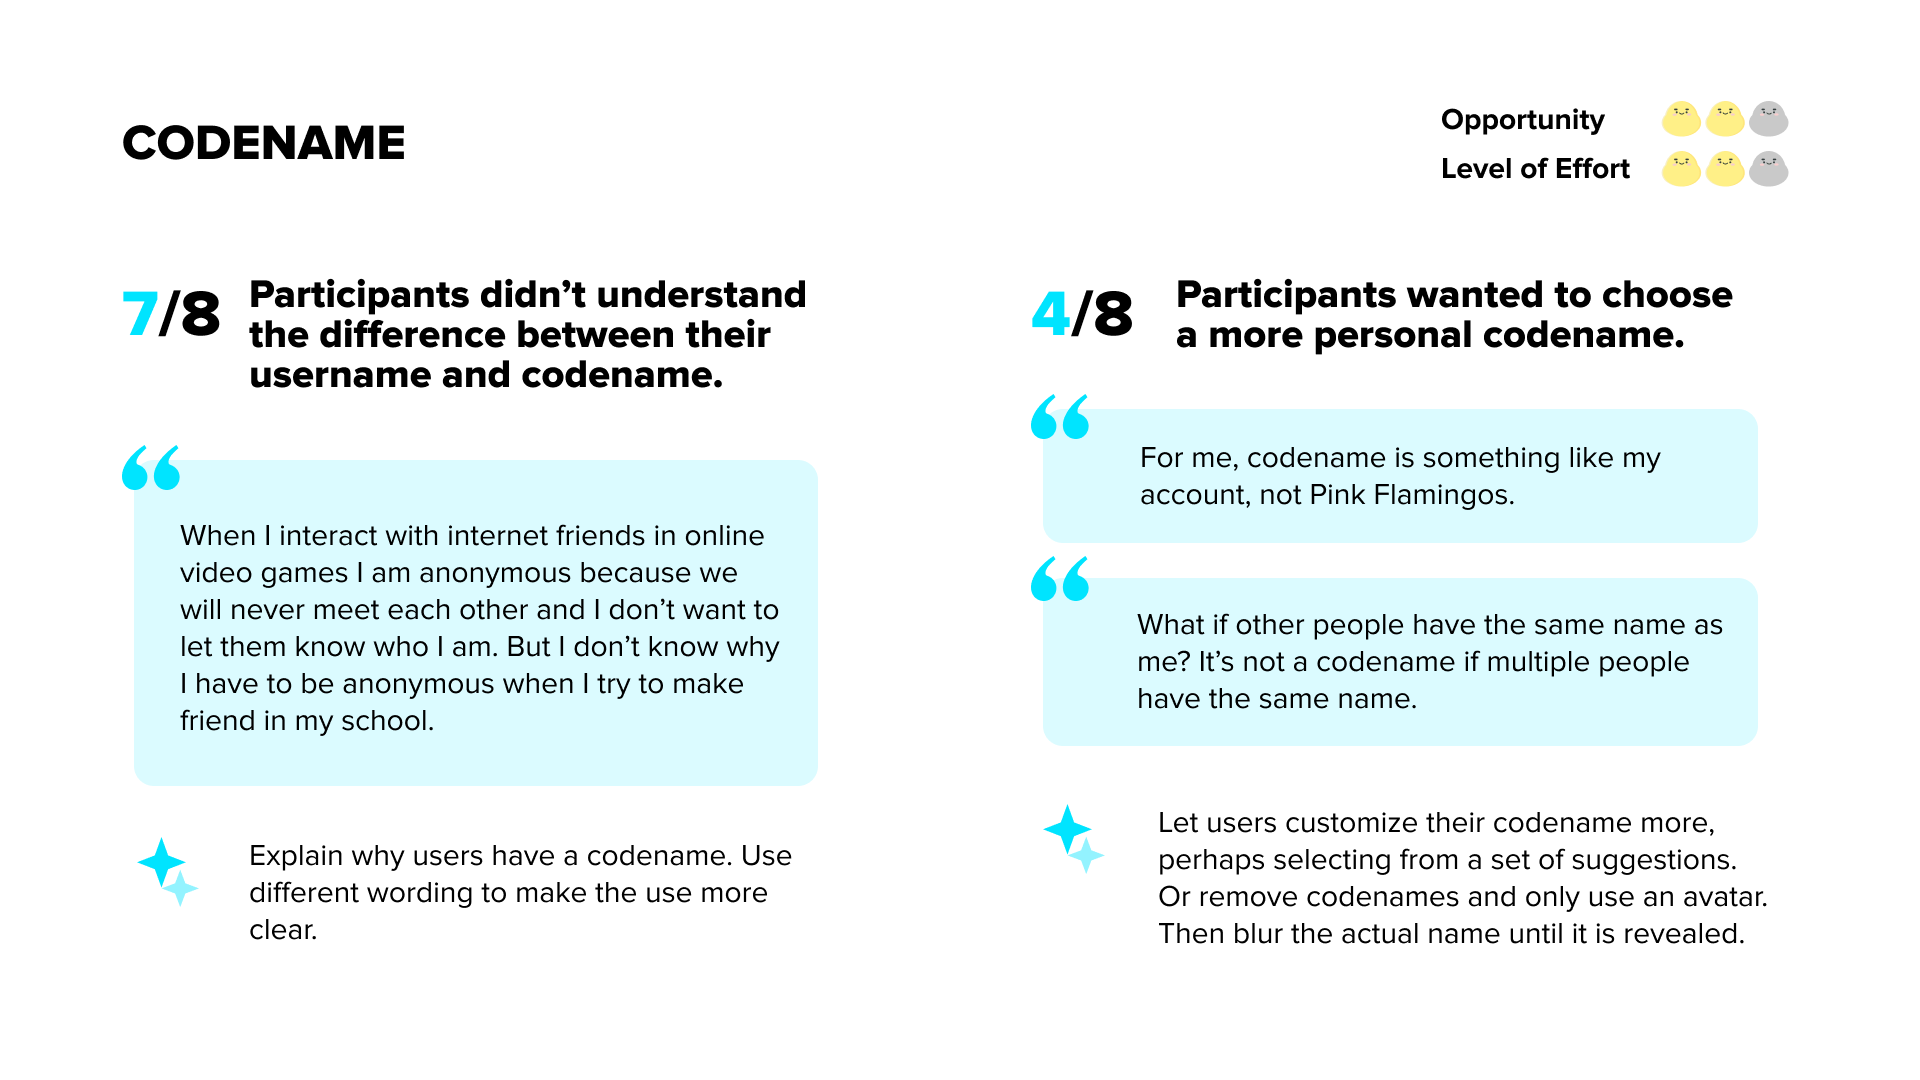 CODENAME
Opportunity
Level of Effort
7/8
Participants didn’t understand
the difference between their
username and codename.
“
When I interact with internet friends in online
video games I am anonymous because we
will never meet each other and I don’t want to
let them know who I am. But I don’t know why
I have to be anonymous when I try to make
friend in my school.
Explain why users have a codename. Use
different wording to make the use more
clear.
4/8
Participants wanted to choose
a more personal codename.
“
For me, codename is something like my
account, not Pink Flamingos.
“
What if other people have the same name as
me? It’s not a codename if multiple people
have the same name.
Let users customize their codename more,
perhaps selecting from a set of suggestions.
Or remove codenames and only use an avatar.
Then blur the actual name until it is revealed.